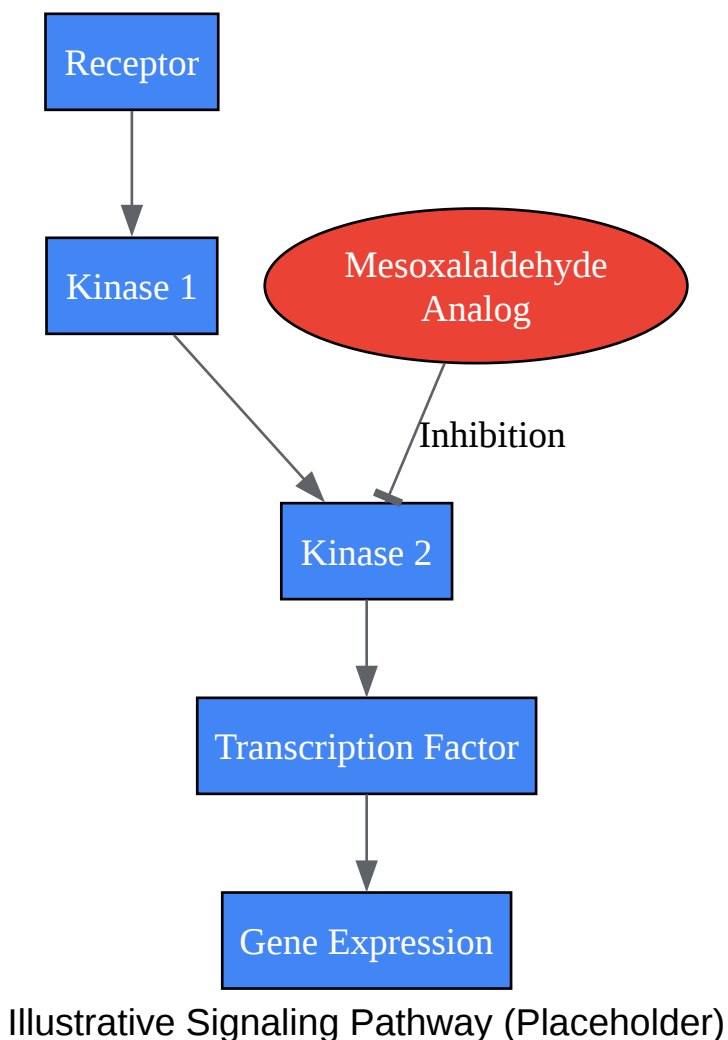 Receptor
Kinase 1
Mesoxalaldehyde
Analog
Inhibition
Kinase 2
Transcription Factor
Gene Expression
Illustrative Signaling Pathway (Placeholder)